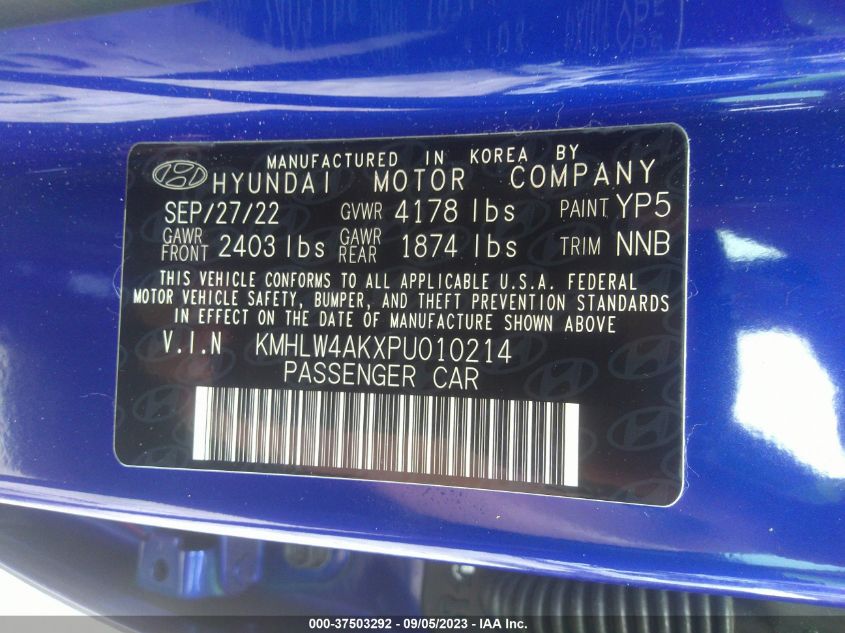 MANUFACTURED IN KOREA BY
HYUNDAI MOTOR COMPANY
SEP/27/22 GVWR 4178 lbs PAINT YP5
GAWR FRONT 2403 lbs GAWR REAR 1874 lbs TRIM NNB
THIS VEHICLE CONFORMS TO ALL APPLICABLE U.S.A. FEDERAL
MOTOR VEHICLE SAFETY, BUMPER, AND THEFT PREVENTION STANDARDS
IN EFFECT ON THE DATE OF MANUFACTURE SHOWN ABOVE
V.I.N KMHLW4AKXPU010214
PASSENGER CAR
000-37503292 - 09/05/2023 - IAA Inc.